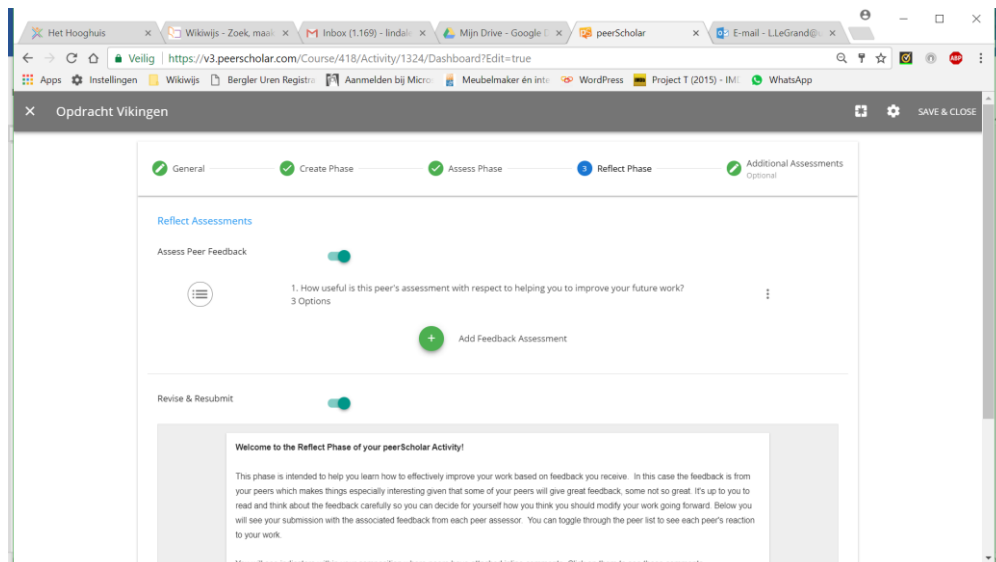 Het Hooghuis
Wikiwijs - Zoek, maak
Inbox (1.169) - lindale
Mijn Drive - Google D
peerScholar
E-mail - L.LeGrand@
Veilig https://v3.peerscholar.com/Course/418/Activity/1324/Dashboard?Edit=true
Apps Instellingen Wikiwijs Bergler Uren Registra Aanmelden bij Micro Meubelmaker én inte WordPress Project T (2015) - IM WhatsApp
Opdracht Vikingen SAVE & CLOSE
General Create Phase Assess Phase 3 Reflect Phase Additional Assessments
Optional
Reflect Assessments
Assess Peer Feedback
1. How useful is this peer's assessment with respect to helping you to improve your future work?
3 Options
Add Feedback Assessment
Revise & Resubmit
Welcome to the Reflect Phase of your peerScholar Activity!
This phase is intended to help you learn how to effectively improve your work based on feedback you receive. In this case the feedback is from
your peers which makes things especially interesting given that some of your peers will give great feedback, some not so great. It's up to you to
read and think about the feedback carefully so you can decide for yourself how you think you should modify your work going forward. Below you
will see your submission with the associated feedback from each peer assessor. You can toggle through the peer list to see each peer's reaction
to your work.